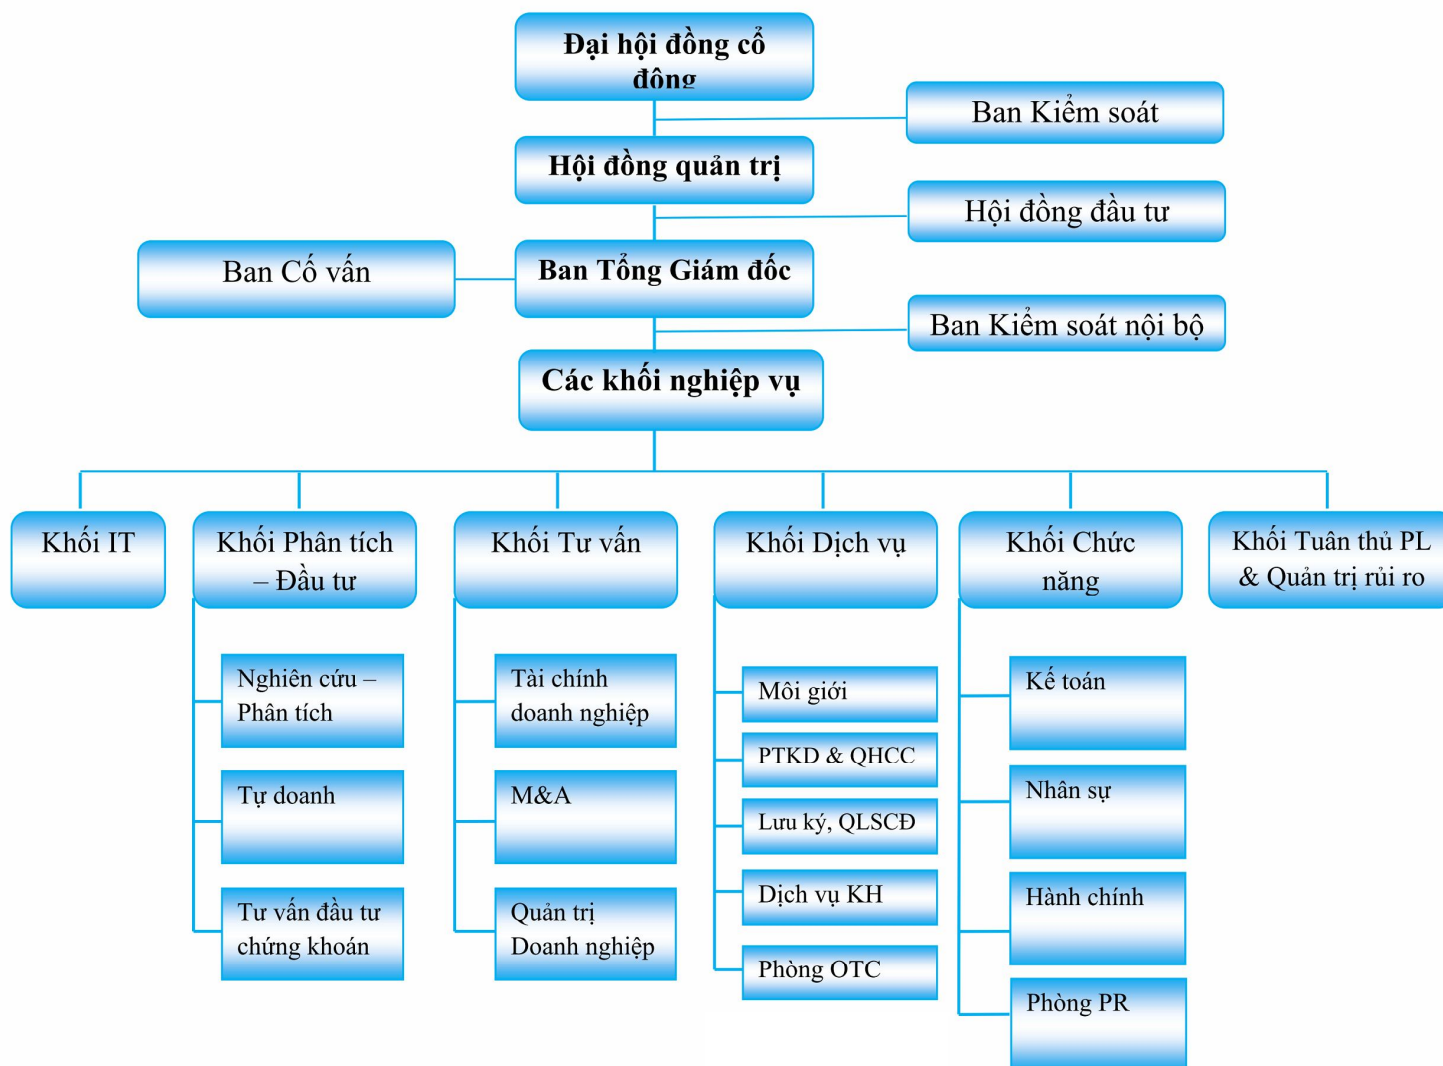 Đại hội đồng cổ
đông
Ban Kiểm soát
Hội đồng quản trị
Hội đồng đầu tư
Ban Cố vấn
Ban Tổng Giám đốc
Ban Kiểm soát nội bộ
Các khối nghiệp vụ
Khối IT
Khối Phân tích
– Đầu tư
Khối Tư vấn
Khối Dịch vụ
Khối Chức
năng
Khối Tuân thủ PL
& Quản trị rủi ro
Nghiên cứu –
Phân tích
Tự doanh
Tư vấn đầu tư
chứng khoán
Tài chính
doanh nghiệp
M&A
Quản trị
Doanh nghiệp
Môi giới
PTKD & QHCC
Lưu ký, QLSCĐ
Dịch vụ KH
Phòng OTC
Kế toán
Nhân sự
Hành chính
Phòng PR